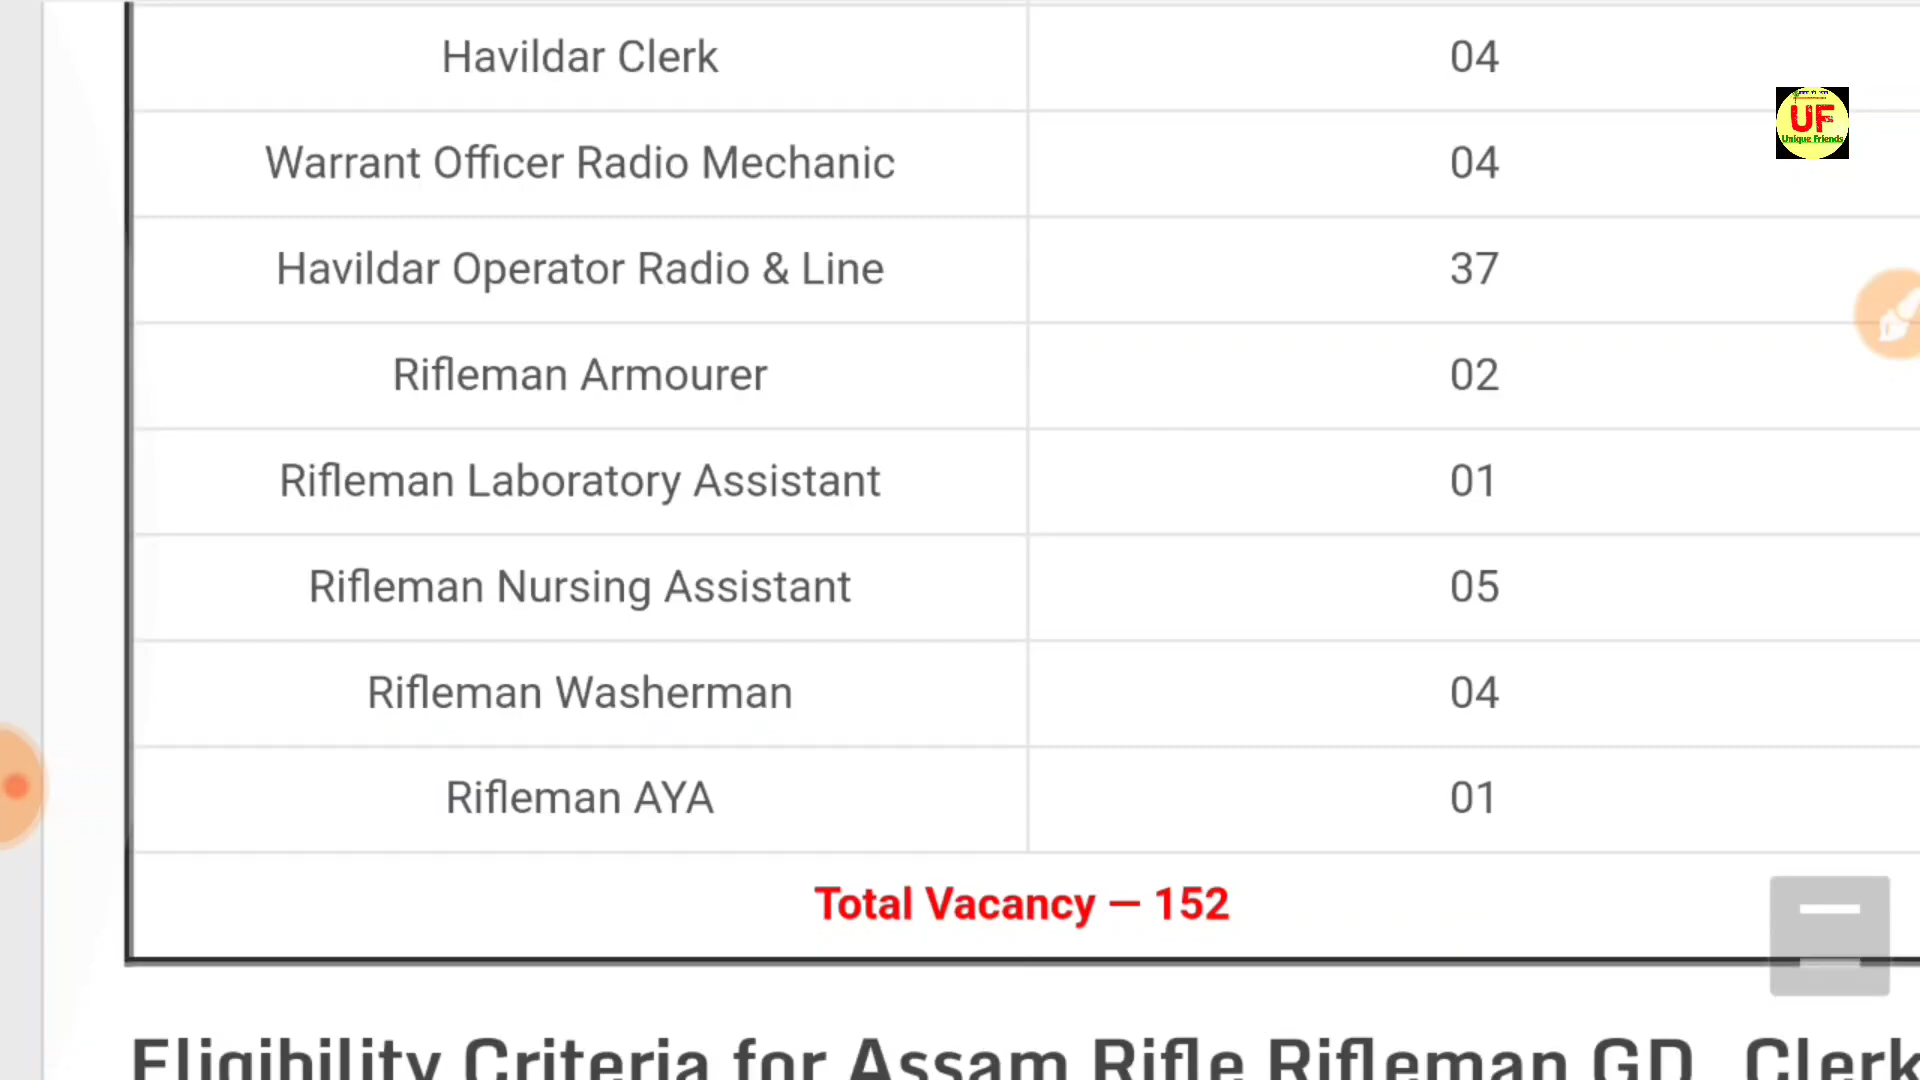 Havildar Clerk 04
UF
Unique Friends
Warrant Officer Radio Mechanic 04
Havildar Operator Radio & Line 37
Rifleman Armourer 02
Rifleman Laboratory Assistant 01
Rifleman Nursing Assistant 05
Rifleman Washerman 04
Rifleman AYA 01
Total Vacancy — 152
Eligibility Criteria for Assam Rifle Rifleman GD, Clerk